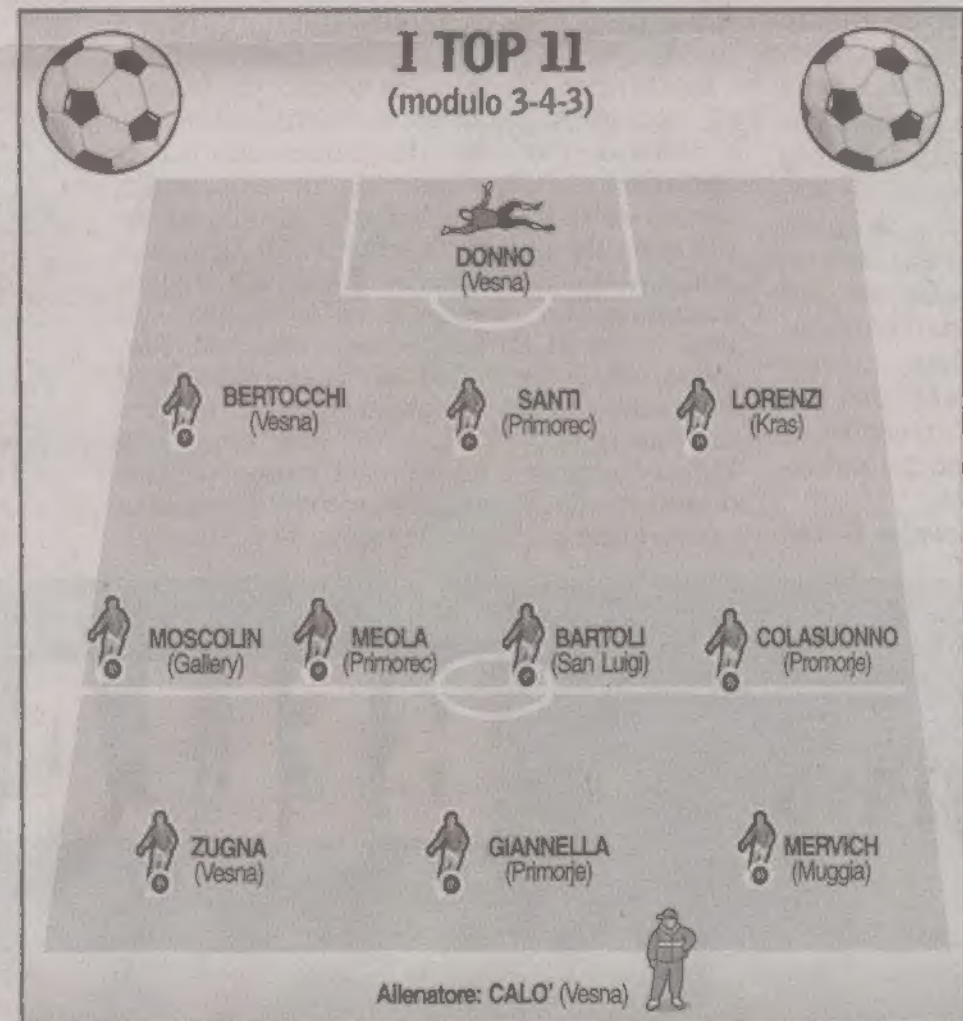 I TOP 11
(modulo 3-4-3)
DONNO
(Vesna)
BERTOCCHI
(Vesna)
SANTI
(Primorec)
LORENZI
(Kras)
MOSCOLIN
(Gallery)
MEOLA
(Primorec)
BARTOLI
(San Luigi)
COLASUONNO
(Promorje)
ZUGNA
(Vesna)
GIANNELLA
(Primorje)
MERVICH
(Muggia)
Allenatore: CALO' (Vesna)